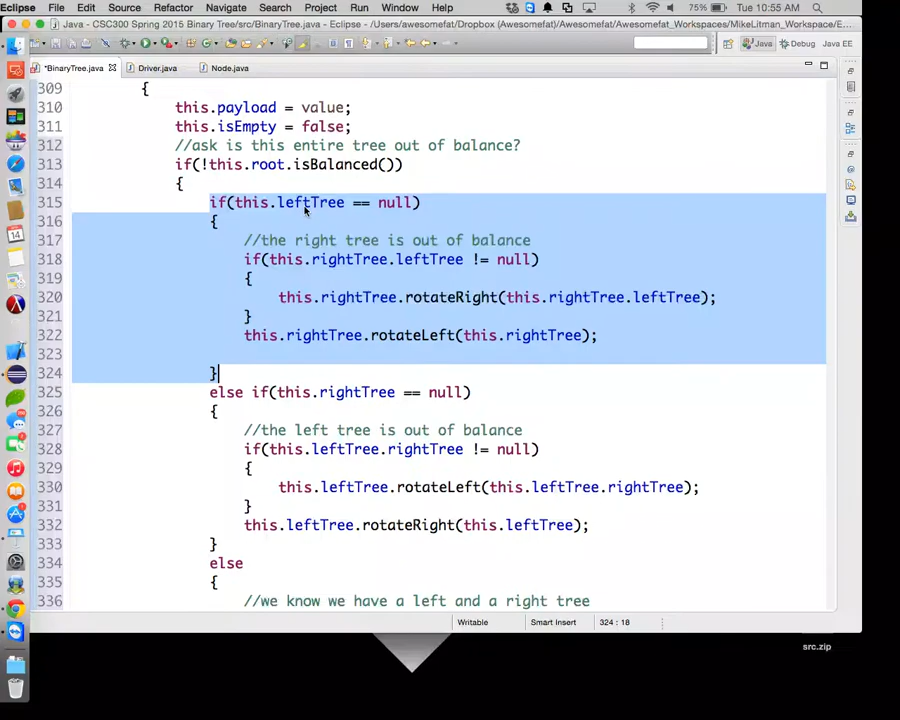 Eclipse File Edit Source Refactor Navigate Search Project Run Window Help 75% Tue 10:55 AM
Java - CSC300 Spring 2015 Binary Tree/src/BinaryTree.java - Eclipse - /Users/awesomefat/Dropbox (Awesomefat)/Awesomefat/Awesomefat_Workspaces/MikeLitman_Workspace/E...
Java Debug Java EE
*BinaryTree.java Driver.java Node.java
309 {
310 this.payload = value;
311 this.isEmpty = false;
312 //ask is this entire tree out of balance?
313 if(!this.root.isBalanced())
314 {
315 if(this.leftTree == null)
316 {
317 //the right tree is out of balance
318 if(this.rightTree.leftTree != null)
319 {
320 this.rightTree.rotateRight(this.rightTree.leftTree);
321 }
322 this.rightTree.rotateLeft(this.rightTree);
323
324 }
325 else if(this.rightTree == null)
326 {
327 //the left tree is out of balance
328 if(this.leftTree.rightTree != null)
329 {
330 this.leftTree.rotateLeft(this.leftTree.rightTree);
331 }
332 this.leftTree.rotateRight(this.leftTree);
333 }
334 else
335 {
336 //we know we have a left and a right tree
Writable Smart Insert 324 : 18
src.zip